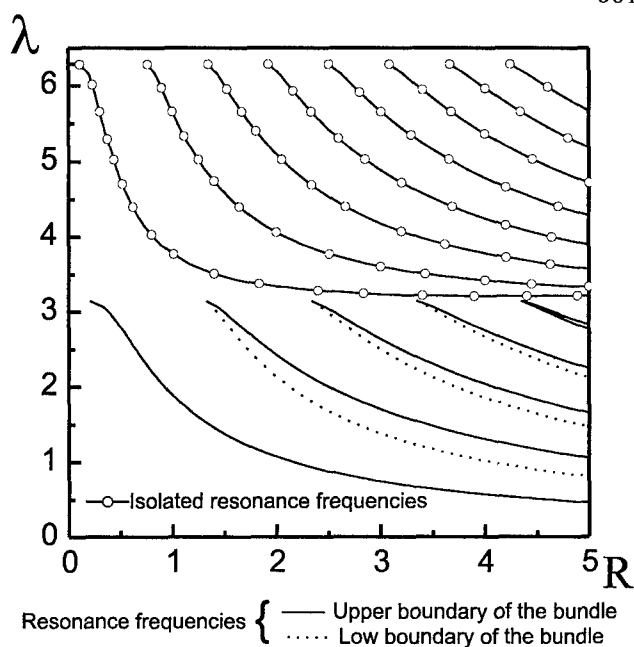 λ
6
5
4
3
2
1
0
Isolated resonance frequencies
0 1 2 3 4 5 R
Resonance frequencies { Upper boundary of the bundle
Low boundary of the bundle